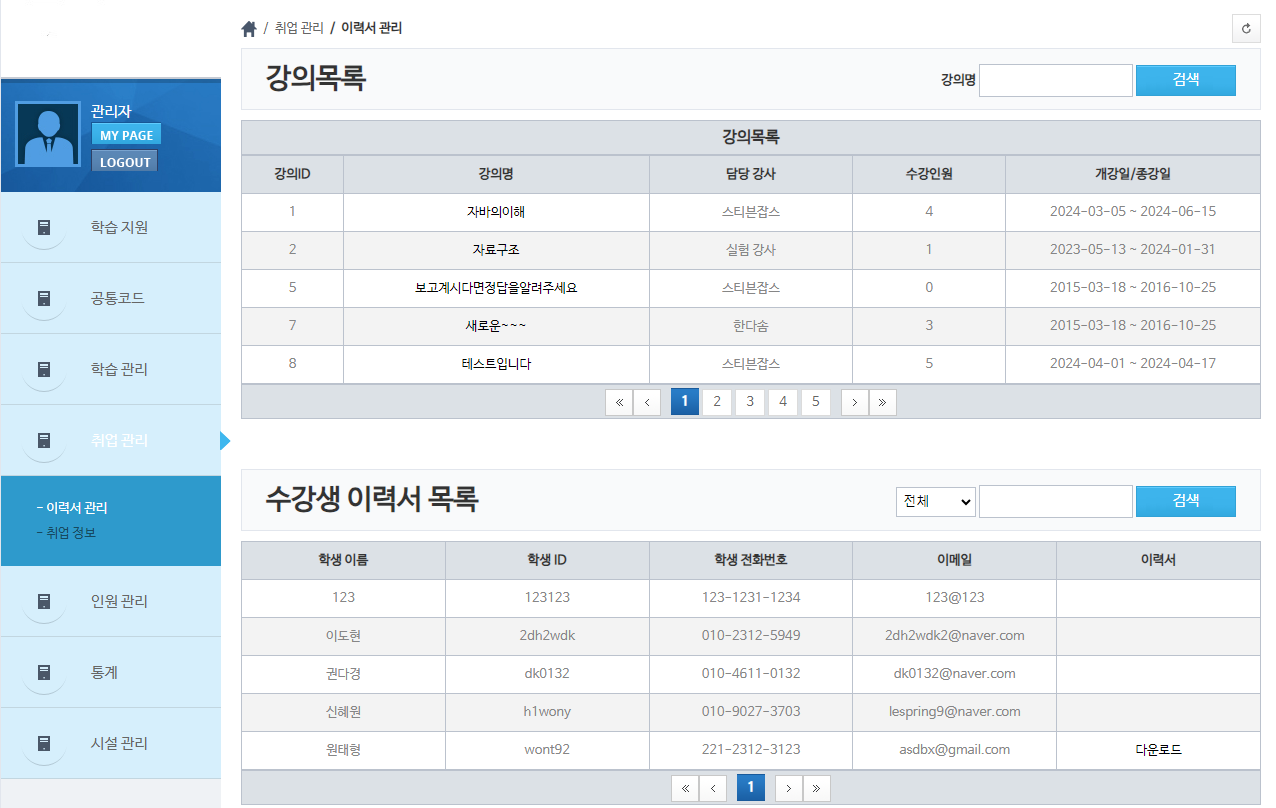 / 취업 관리 / 이력서 관리
관리자
MY PAGE
LOGOUT
학습 지원
공통코드
학습 관리
취업 관리
- 이력서 관리
- 취업 정보
인원 관리
통계
시설 관리
강의목록 강의명 검색
강의목록
강의ID 강의명 담당 강사 수강인원 개강일/종강일
1 자바의이해 스티븐잡스 4 2024-03-05 ~ 2024-06-15
2 자료구조 실험 강사 1 2023-05-13 ~ 2024-01-31
5 보고계시다면정답을알려주세요 스티븐잡스 0 2015-03-18 ~ 2016-10-25
7 새로운~~~ 한다솜 3 2015-03-18 ~ 2016-10-25
8 테스트입니다 스티븐잡스 5 2024-04-01 ~ 2024-04-17
« ‹ 1 2 3 4 5 › »
수강생 이력서 목록 전체 검색
학생 이름 학생 ID 학생 전화번호 이메일 이력서
123 123123 123-1231-1234 123@123
이도현 2dh2wdk 010-2312-5949 2dh2wdk2@naver.com
권다경 dk0132 010-4611-0132 dk0132@naver.com
신혜원 h1wony 010-9027-3703 lespring9@naver.com
원태형 wont92 221-2312-3123 asdbx@gmail.com 다운로드
« ‹ 1 › »